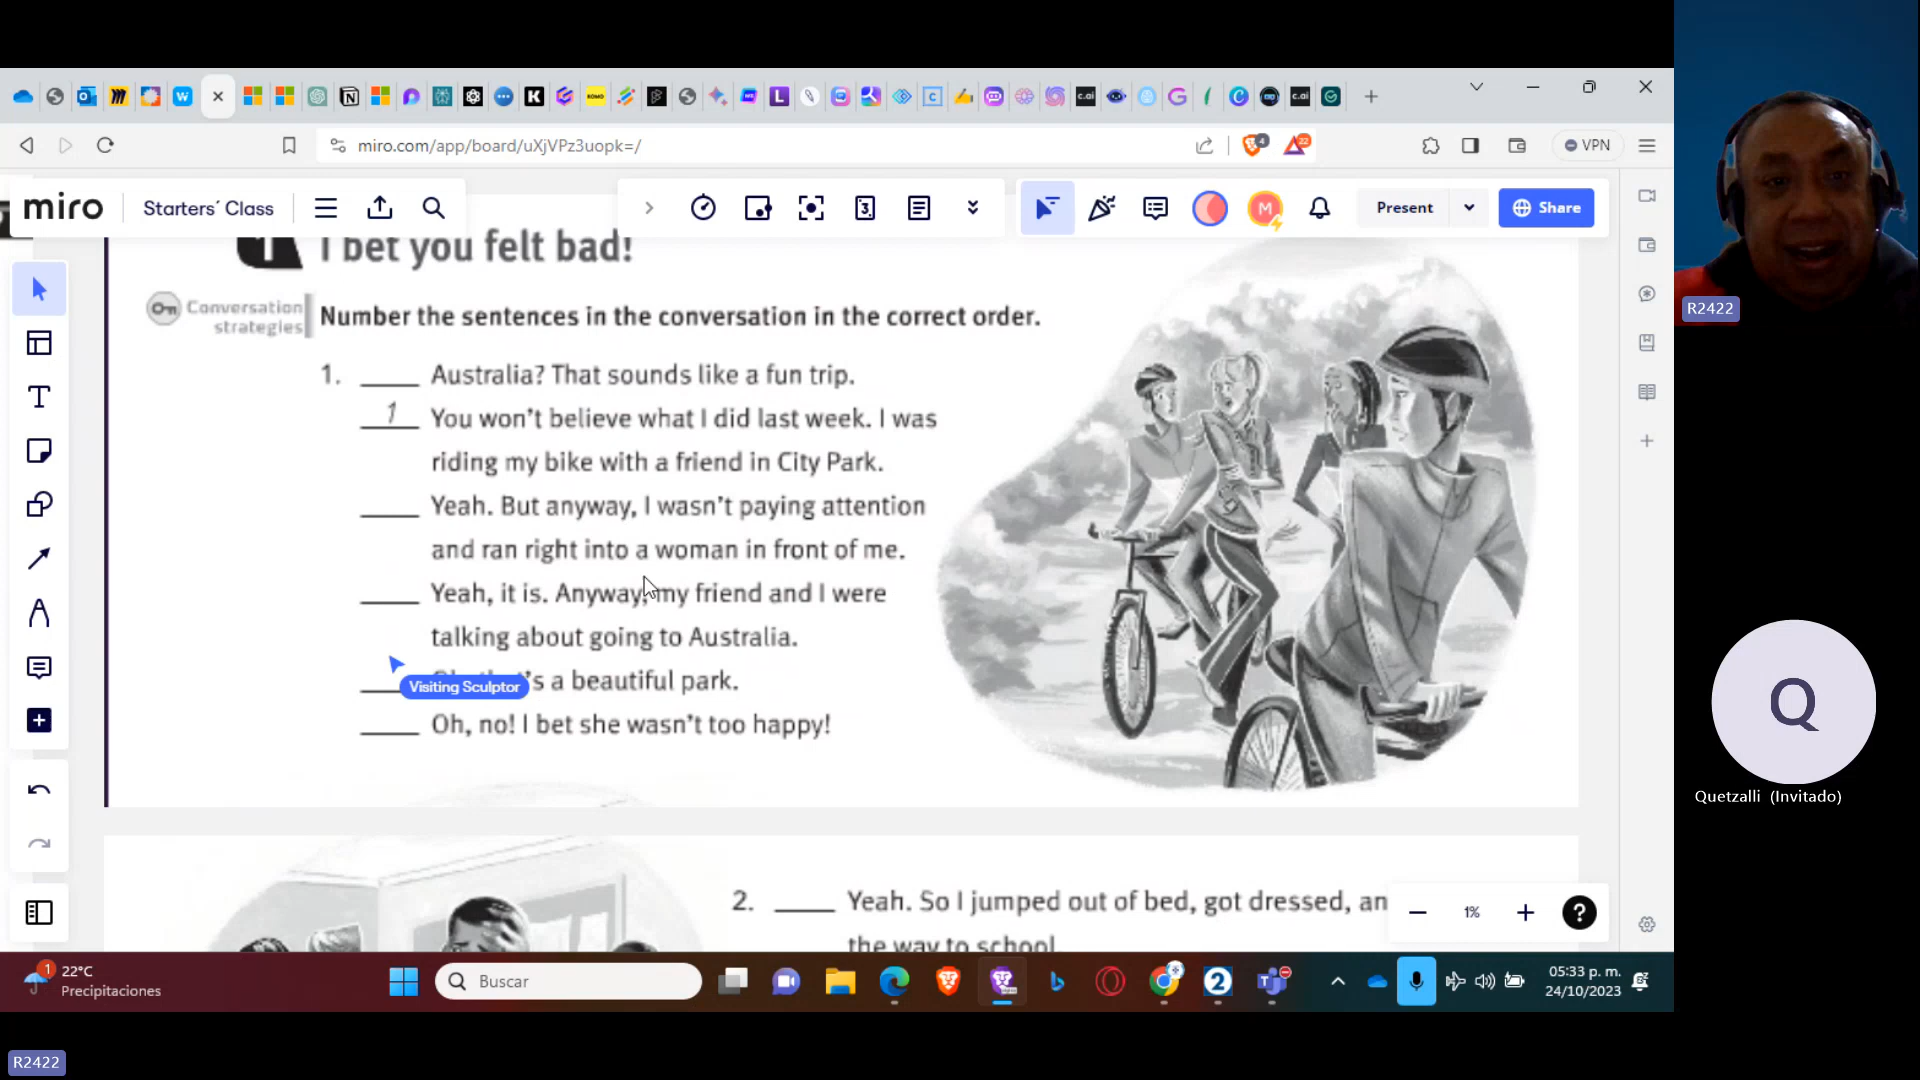 miro.com/app/board/uXjVPz3uopk=/
VPN
miro
Starters´ Class
3
M
Present
Share
1 I bet you felt bad!
Conversation strategies
Number the sentences in the conversation in the correct order.
1. ____ Australia? That sounds like a fun trip.
1 You won't believe what I did last week. I was
riding my bike with a friend in City Park.
____ Yeah. But anyway, I wasn't paying attention
and ran right into a woman in front of me.
____ Yeah, it is. Anyway, my friend and I were
talking about going to Australia.
's a beautiful park.
Visiting Sculptor
____ Oh, no! I bet she wasn't too happy!
2. ____ Yeah. So I jumped out of bed, got dressed, an
the way to school
1%
22°C
Precipitaciones
Buscar
05:33 p. m.
24/10/2023
R2422
Q
Quetzalli (Invitado)
R2422